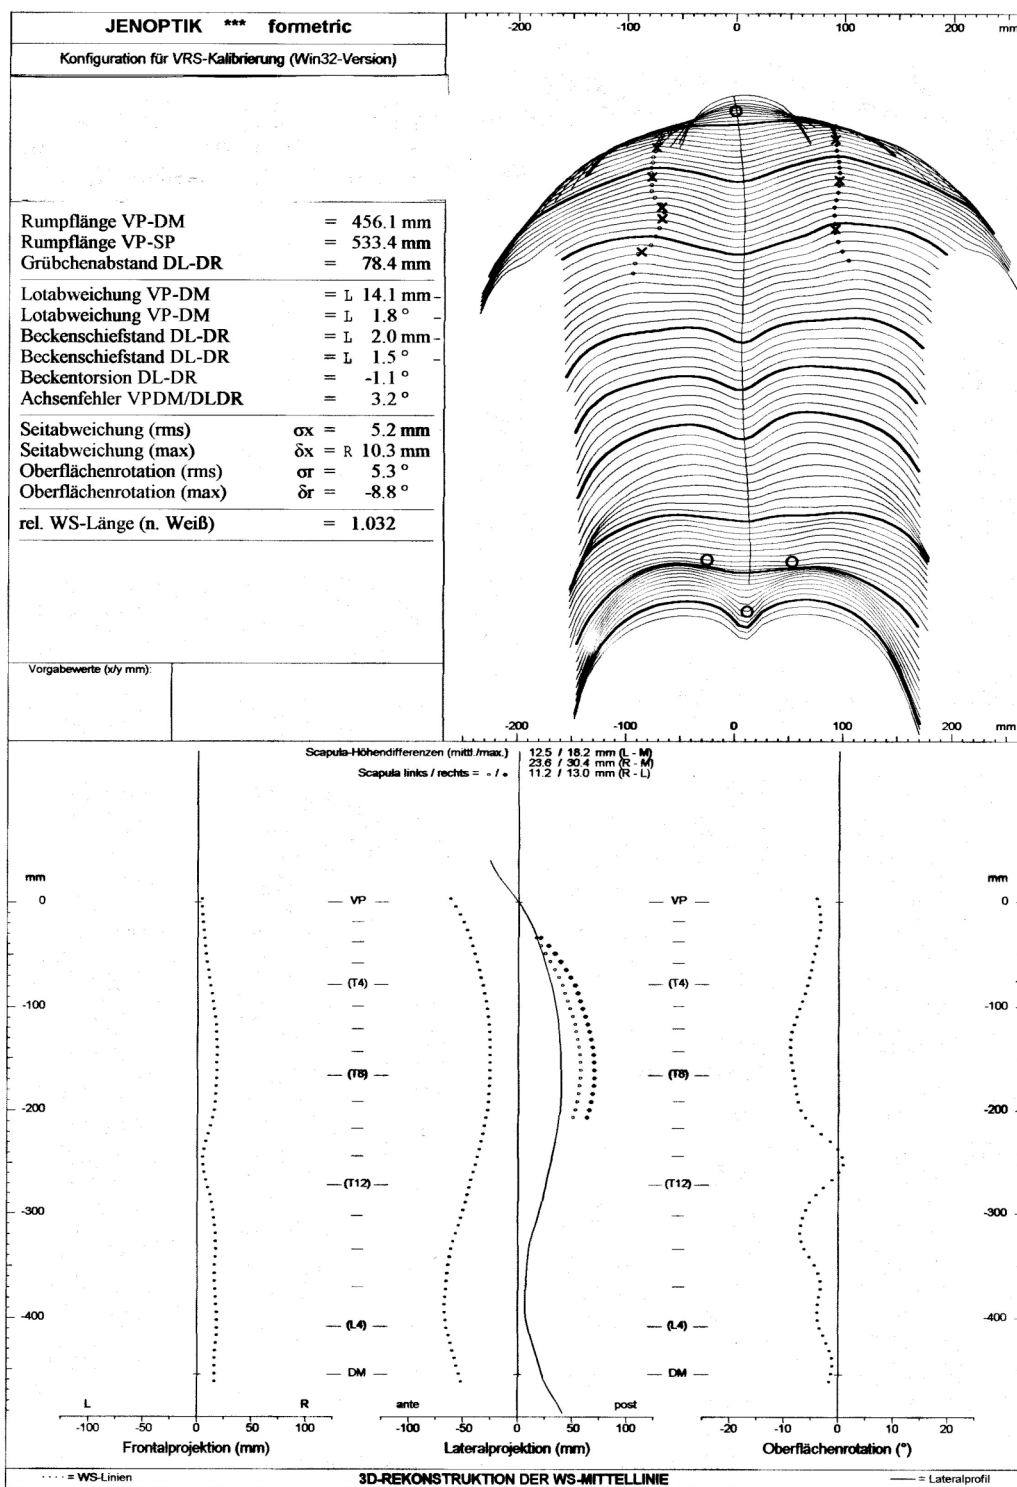 JENOPTIK *** formetric
Konfiguration für VRS-Kalibrierung (Win32-Version)
Rumpflänge VP-DM = 456.1 mm
Rumpflänge VP-SP = 533.4 mm
Grübchenabstand DL-DR = 78.4 mm
Lotabweichung VP-DM = L 14.1 mm
Lotabweichung VP-DM = L 1.8 °
Beckenschiefstand DL-DR = L 2.0 mm
Beckenschiefstand DL-DR = L 1.5 °
Beckentorsion DL-DR = -1.1 °
Achsenfehler VPDM/DLDR = 3.2 °
Seitabweichung (rms) σx = 5.2 mm
Seitabweichung (max) δx = R 10.3 mm
Oberflächenrotation (rms) σr = 5.3 °
Oberflächenrotation (max) δr = -8.8 °
rel. WS-Länge (n. Weiß) = 1.032
Vorgabewerte (x/y mm):
-200 -100 0 100 200 mm
-200 -100 0 100 200 mm
Scapula-Höhendifferenzen (mittl./max.) 12.5 / 18.2 mm (L - M)
23.6 / 30.4 mm (R - M)
Scapula links / rechts = ∘ / • 11.2 / 13.0 mm (R - L)
mm mm
0 VP VP 0
(T4) (T4)
-100 -100
(T8) (T8)
-200 -200
(T12) (T12)
-300 -300
-400 -400
(L4) (L4)
DM DM
L R ante post
-100 -50 0 50 100 -100 -50 0 50 100 -20 -10 0 10 20
Frontalprojektion (mm) Lateralprojektion (mm) Oberflächenrotation (°)
···· = WS-Linien 3D-REKONSTRUKTION DER WS-MITTELLINIE —— = Lateralprofil